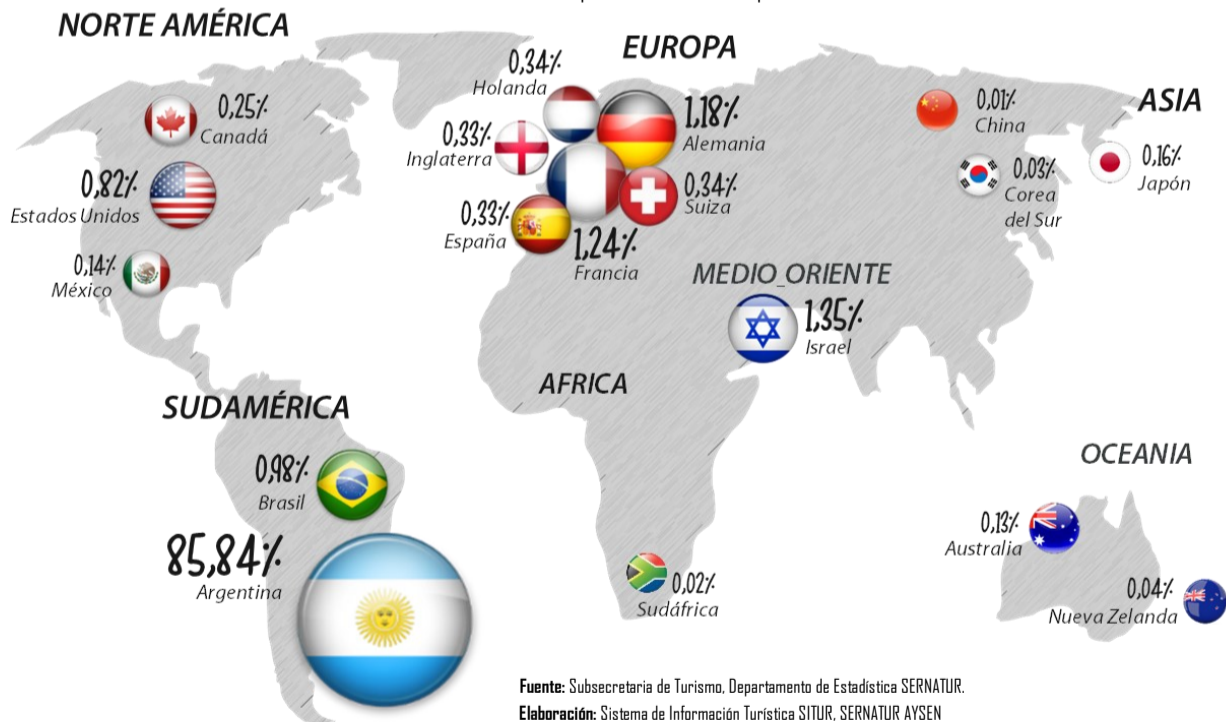 NORTE AMÉRICA
0,25%
Canadá
0,82%
Estados Unidos
0,14%
México
EUROPA
0,34%
Holanda
0,33%
Inglaterra
1,18%
Alemania
0,34%
Suiza
0,33%
España
1,24%
Francia
ASIA
0,01%
China
0,03%
Corea
del Sur
0,16%
Japón
MEDIO_ORIENTE
1,35%
Israel
AFRICA
0,02%
Sudáfrica
SUDAMÉRICA
0,98%
Brasil
85,84%
Argentina
OCEANIA
0,13%
Australia
0,04%
Nueva Zelanda
Fuente: Subsecretaria de Turismo, Departamento de Estadística SERNATUR.
Elaboración: Sistema de Información Turística SITUR, SERNATUR AYSEN